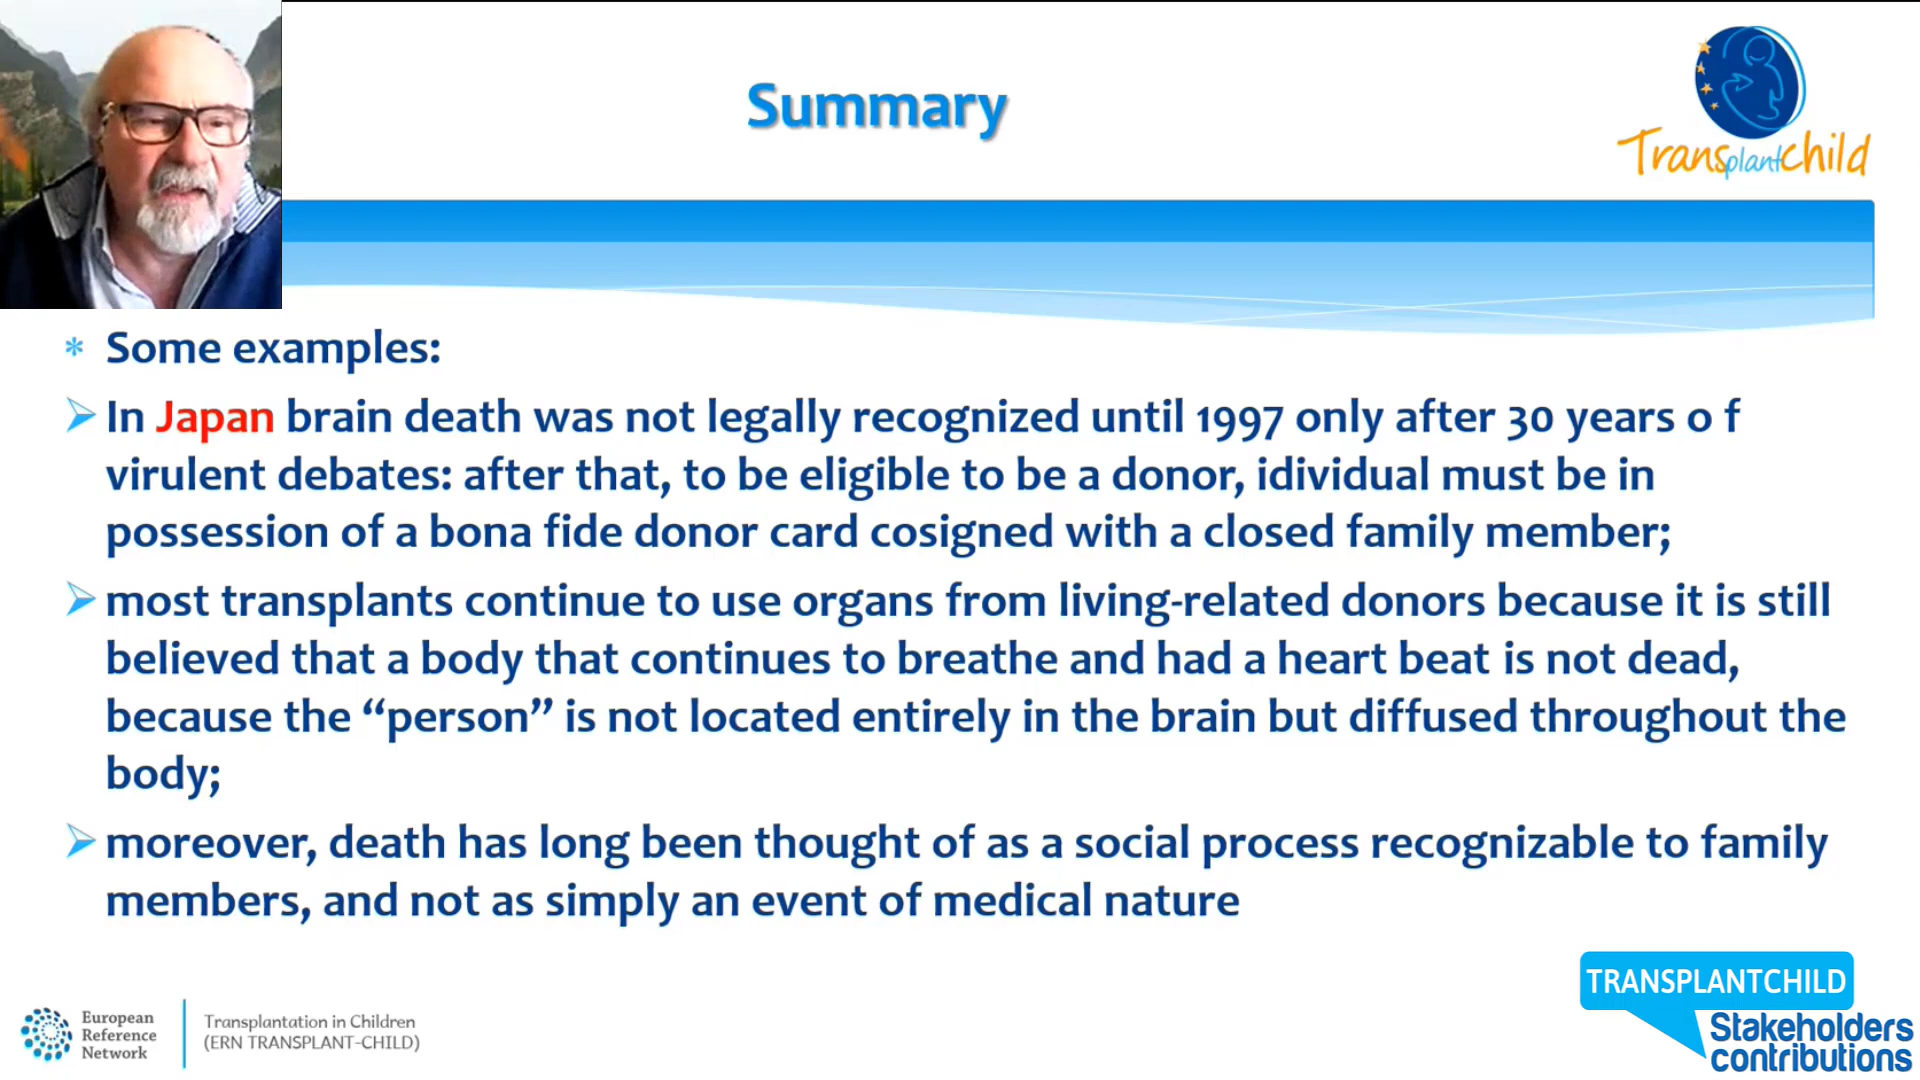 Summary
Transplantchild
Some examples:
In Japan brain death was not legally recognized until 1997 only after 30 years o f
virulent debates: after that, to be eligible to be a donor, idividual must be in
possession of a bona fide donor card cosigned with a closed family member;
most transplants continue to use organs from living-related donors because it is still
believed that a body that continues to breathe and had a heart beat is not dead,
because the “person” is not located entirely in the brain but diffused throughout the
body;
moreover, death has long been thought of as a social process recognizable to family
members, and not as simply an event of medical nature
European
Reference
Network
Transplantation in Children
(ERN TRANSPLANT-CHILD)
TRANSPLANTCHILD
Stakeholders
contributions